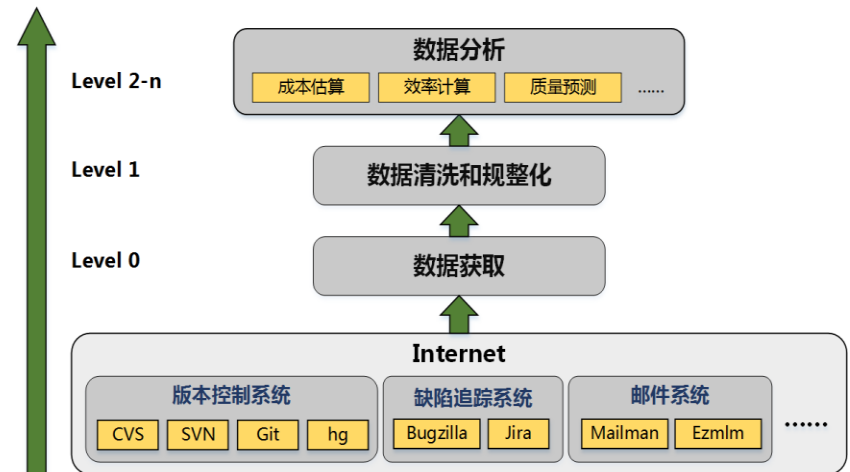 数据分析
Level 2-n
成本估算 效率计算 质量预测 ......
Level 1
数据清洗和规整化
Level 0
数据获取
Internet
版本控制系统 缺陷追踪系统 邮件系统
CVS SVN Git hg Bugzilla Jira Mailman Ezmlm ......